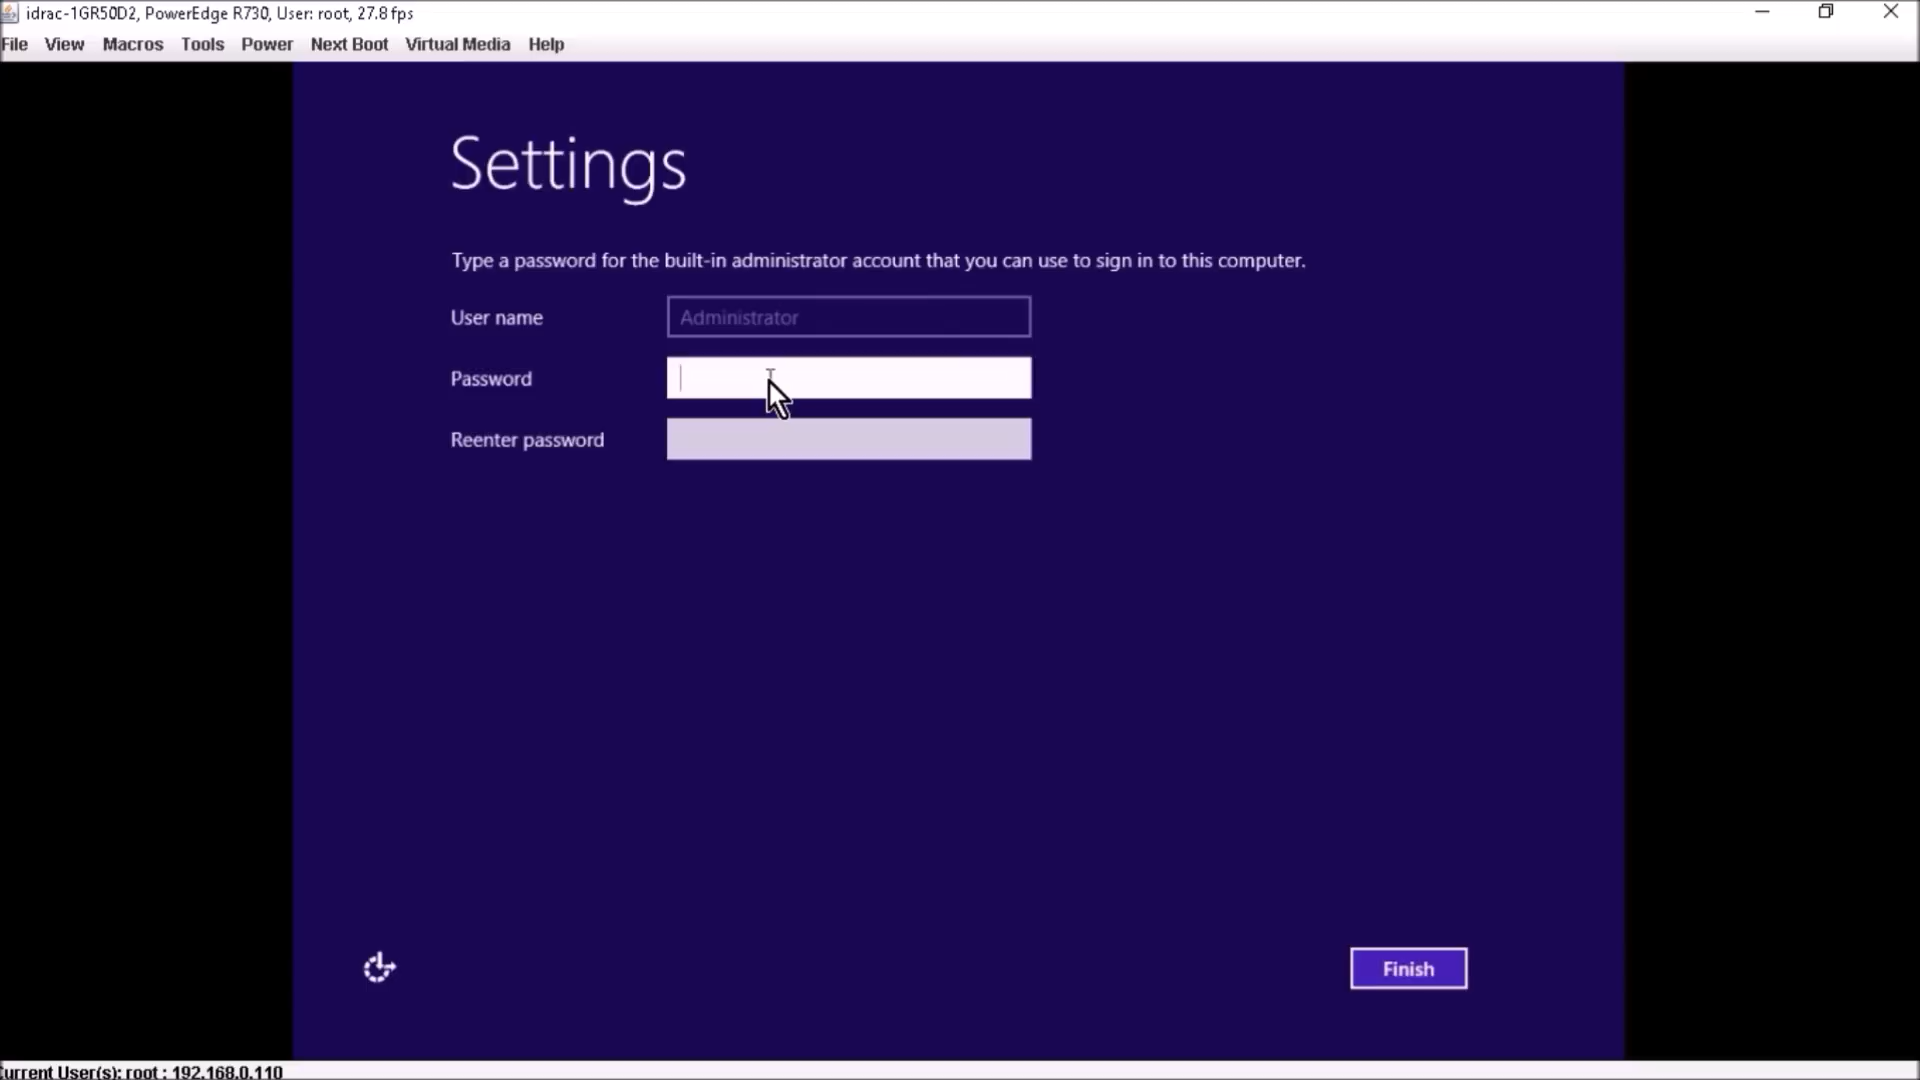 idrac-1GR50D2, PowerEdge R730, User: root, 27.8 fps
File View Macros Tools Power Next Boot Virtual Media Help
Settings
Type a password for the built-in administrator account that you can use to sign in to this computer.
User name Administrator
Password
Reenter password
Finish
urrent User(s): root : 192.168.0.110